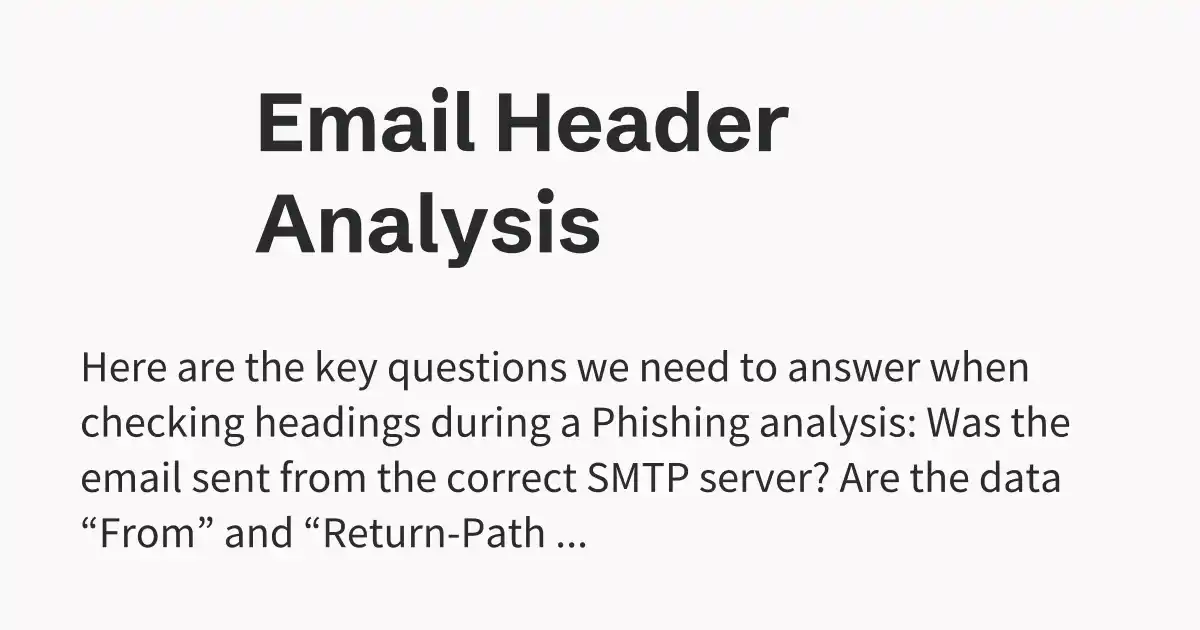 Email Header
Analysis
Here are the key questions we need to answer when
checking headings during a Phishing analysis: Was the
email sent from the correct SMTP server? Are the data
“From” and “Return-Path ...